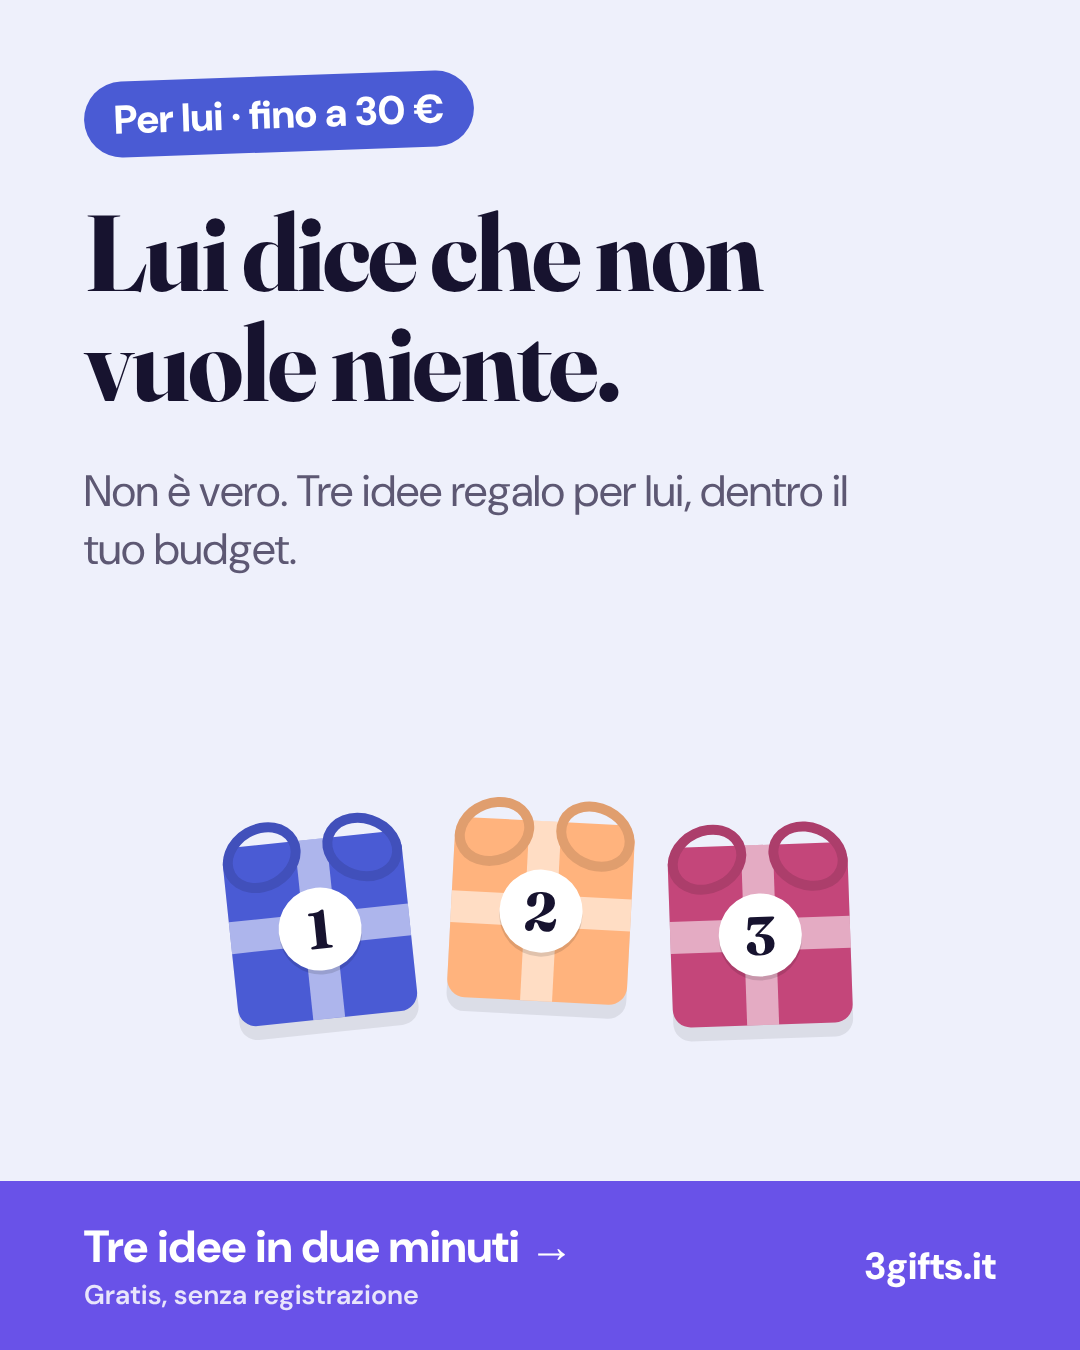 Per lui · fino a 30 €
Lui dice che non
vuole niente.
Non è vero. Tre idee regalo per lui, dentro il
tuo budget.
1
2
3
Tre idee in due minuti →
Gratis, senza registrazione
3gifts.it